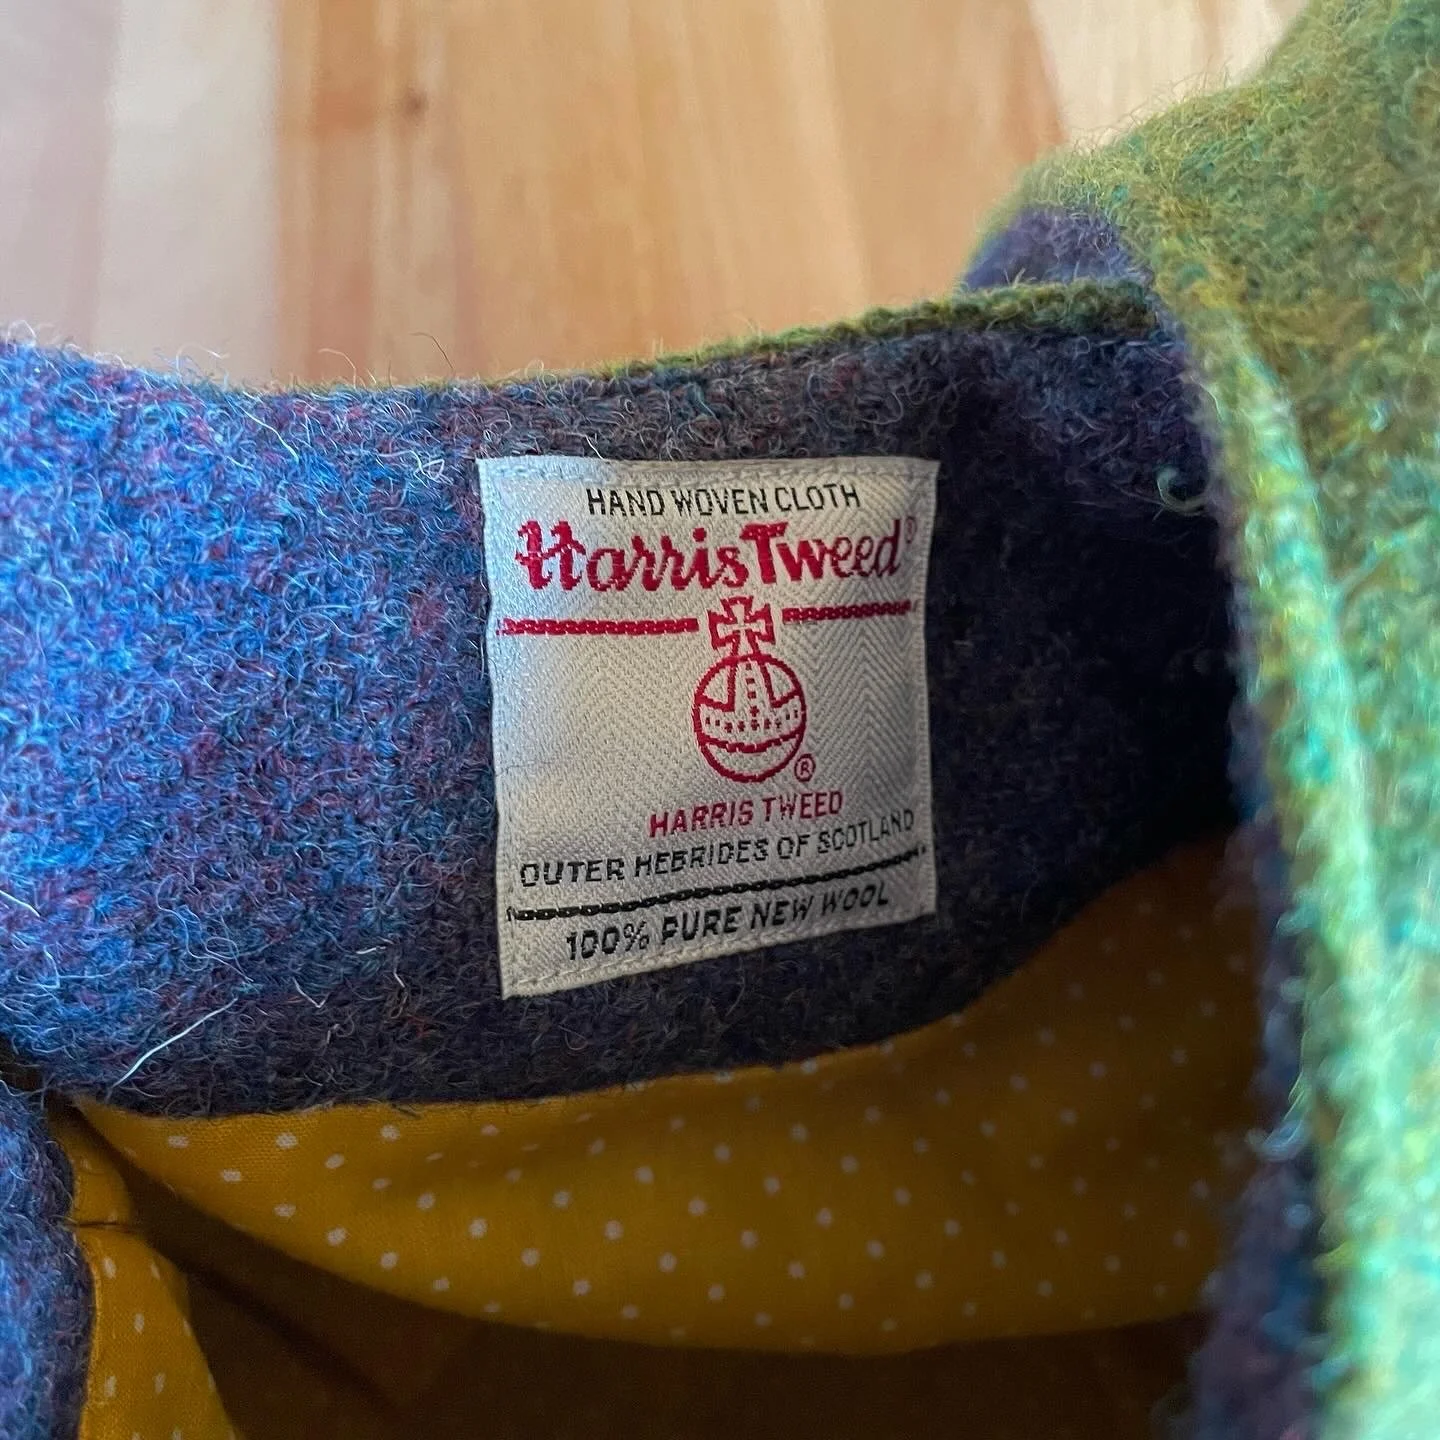 HAND WOVEN CLOTH
Harris Tweed®
®
HARRIS TWEED
OUTER HEBRIDES OF SCOTLAND
100% PURE NEW WOOL